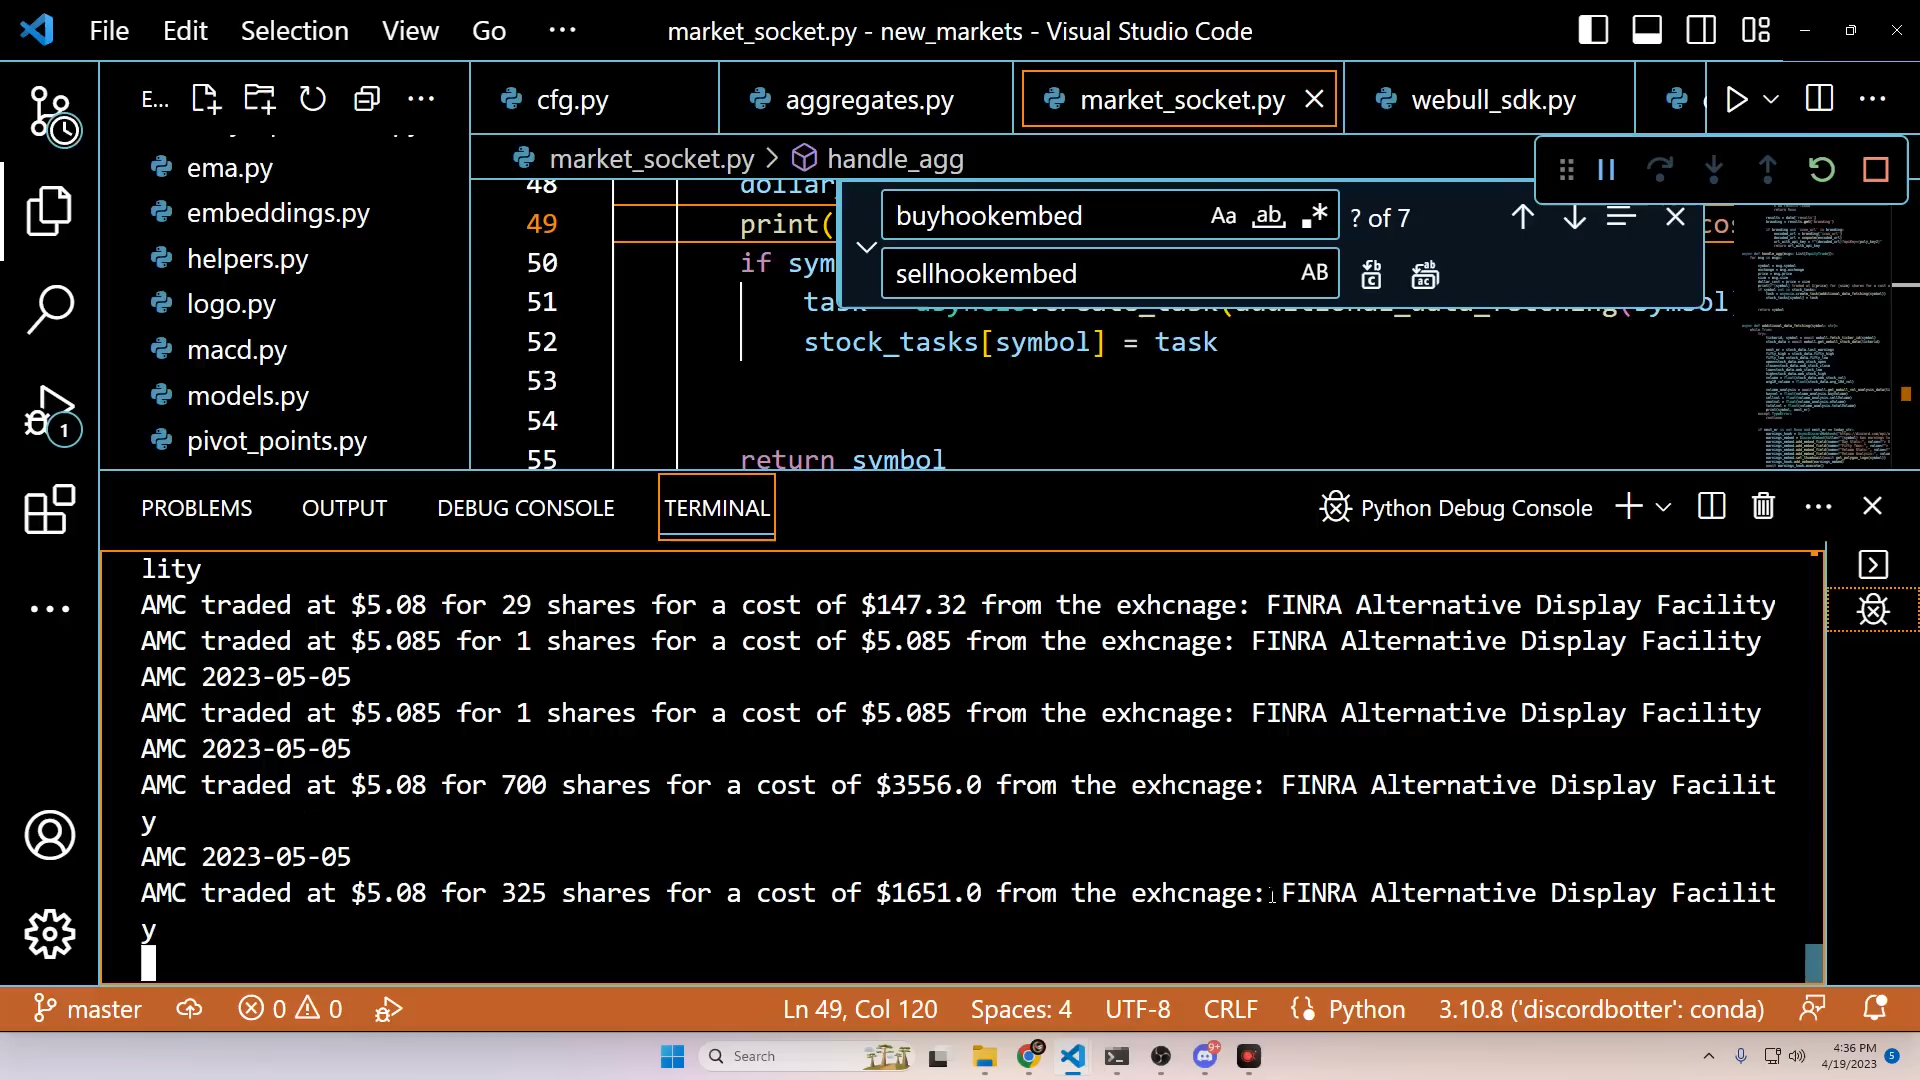 File Edit Selection View Go ··· market_socket.py - new_markets - Visual Studio Code
E... cfg.py aggregates.py market_socket.py webull_sdk.py
market_socket.py > handle_agg
ema.py
embeddings.py
helpers.py
logo.py
macd.py
models.py
pivot_points.py
48 dollar
49 print(
50 if sym
51 ta
52 stock_tasks[symbol] = task
53
54
55 return symbol
buyhookembed Aa ab ? of 7
sellhookembed AB
1
PROBLEMS OUTPUT DEBUG CONSOLE TERMINAL Python Debug Console
lity
AMC traded at $5.08 for 29 shares for a cost of $147.32 from the exhcnage: FINRA Alternative Display Facility
AMC traded at $5.085 for 1 shares for a cost of $5.085 from the exhcnage: FINRA Alternative Display Facility
AMC 2023-05-05
AMC traded at $5.085 for 1 shares for a cost of $5.085 from the exhcnage: FINRA Alternative Display Facility
AMC 2023-05-05
AMC traded at $5.08 for 700 shares for a cost of $3556.0 from the exhcnage: FINRA Alternative Display Facilit
y
AMC 2023-05-05
AMC traded at $5.08 for 325 shares for a cost of $1651.0 from the exhcnage: FINRA Alternative Display Facilit
y
master 0 0 Ln 49, Col 120 Spaces: 4 UTF-8 CRLF Python 3.10.8 ('discordbotter': conda)
Search 9+ 4:36 PM 5
4/19/2023